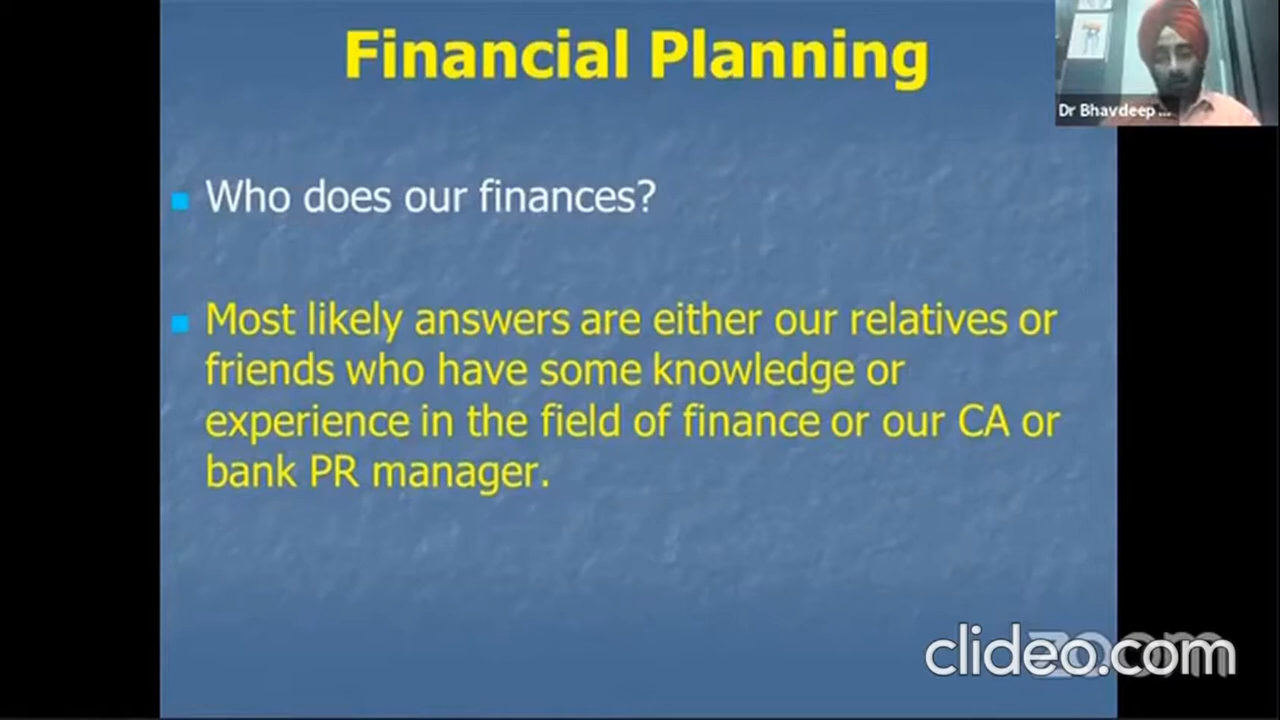 Financial Planning
Dr Bhavdeep ...
Who does our finances?
Most likely answers are either our relatives or
friends who have some knowledge or
experience in the field of finance or our CA or
bank PR manager.
zoom
clideo.com